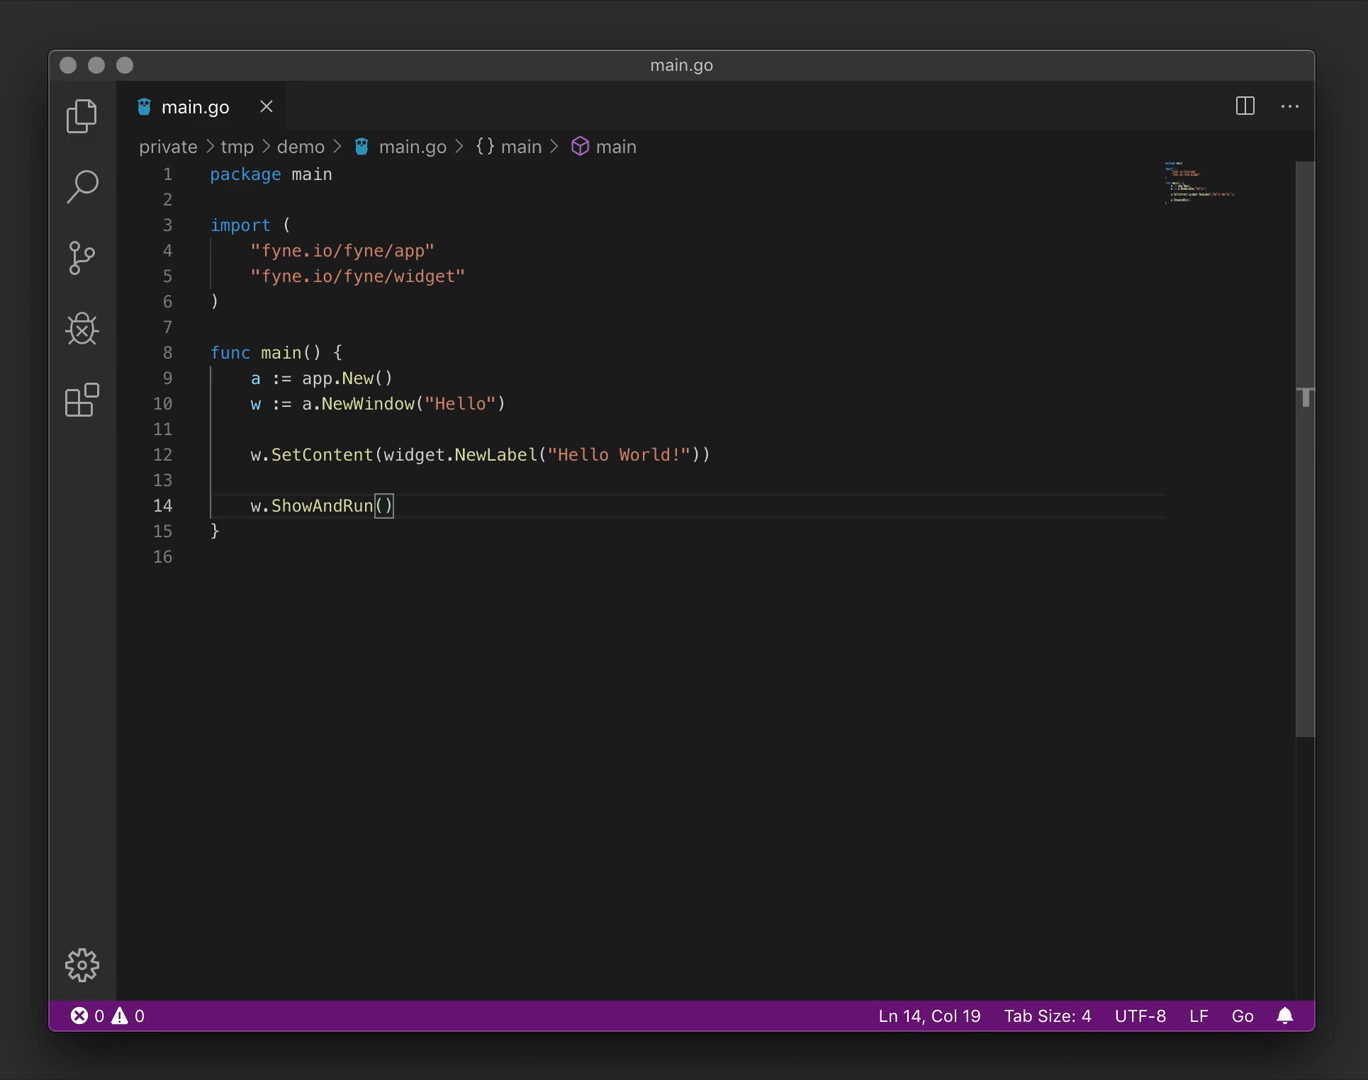 main.go
main.go
private > tmp > demo > main.go > {} main > main
1 package main
2
3 import (
4     "fyne.io/fyne/app"
5     "fyne.io/fyne/widget"
6 )
7
8 func main() {
9     a := app.New()
10     w := a.NewWindow("Hello")
11
12     w.SetContent(widget.NewLabel("Hello World!"))
13
14     w.ShowAndRun()
15 }
16
0 0 Ln 14, Col 19 Tab Size: 4 UTF-8 LF Go